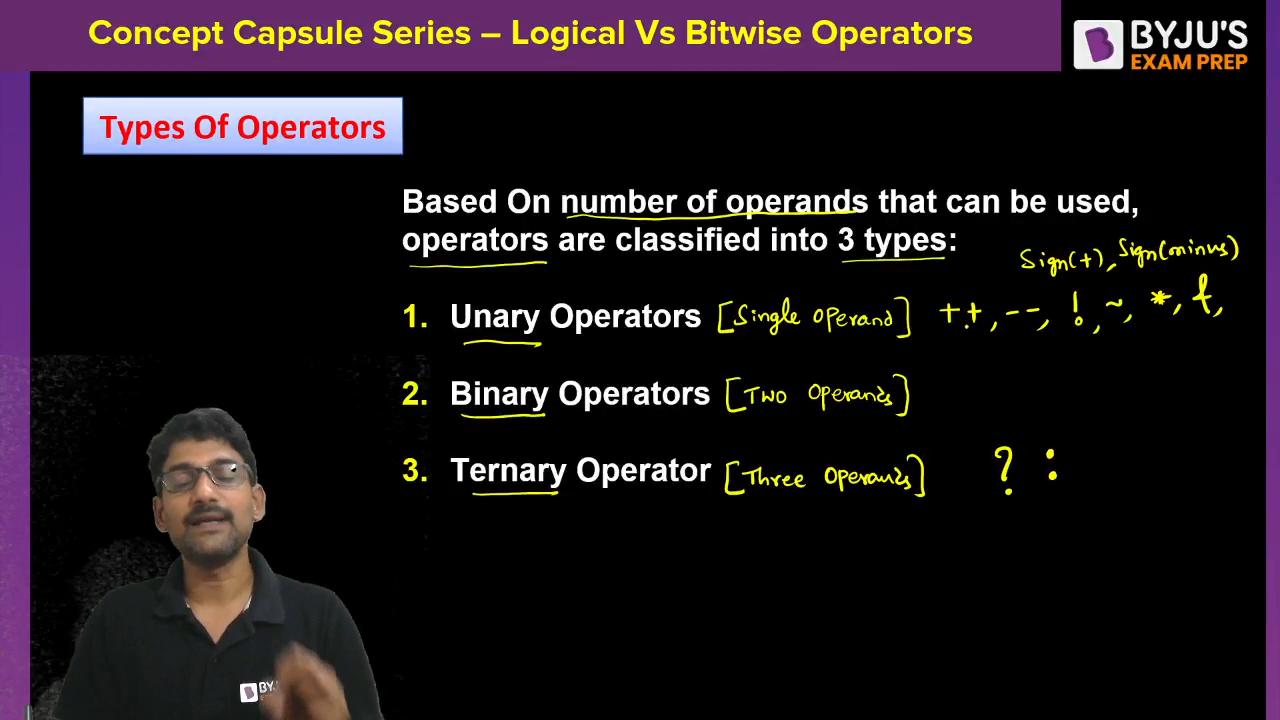 Concept Capsule Series – Logical Vs Bitwise Operators
BYJU'S
EXAM PREP
Types Of Operators
Based On number of operands that can be used,
operators are classified into 3 types:
Sign(+), Sign(minus)
1. Unary Operators [Single operand] ++, --, !, ~, *, &,
2. Binary Operators [Two Operands]
3. Ternary Operator [Three Operands] ? :
BYJU